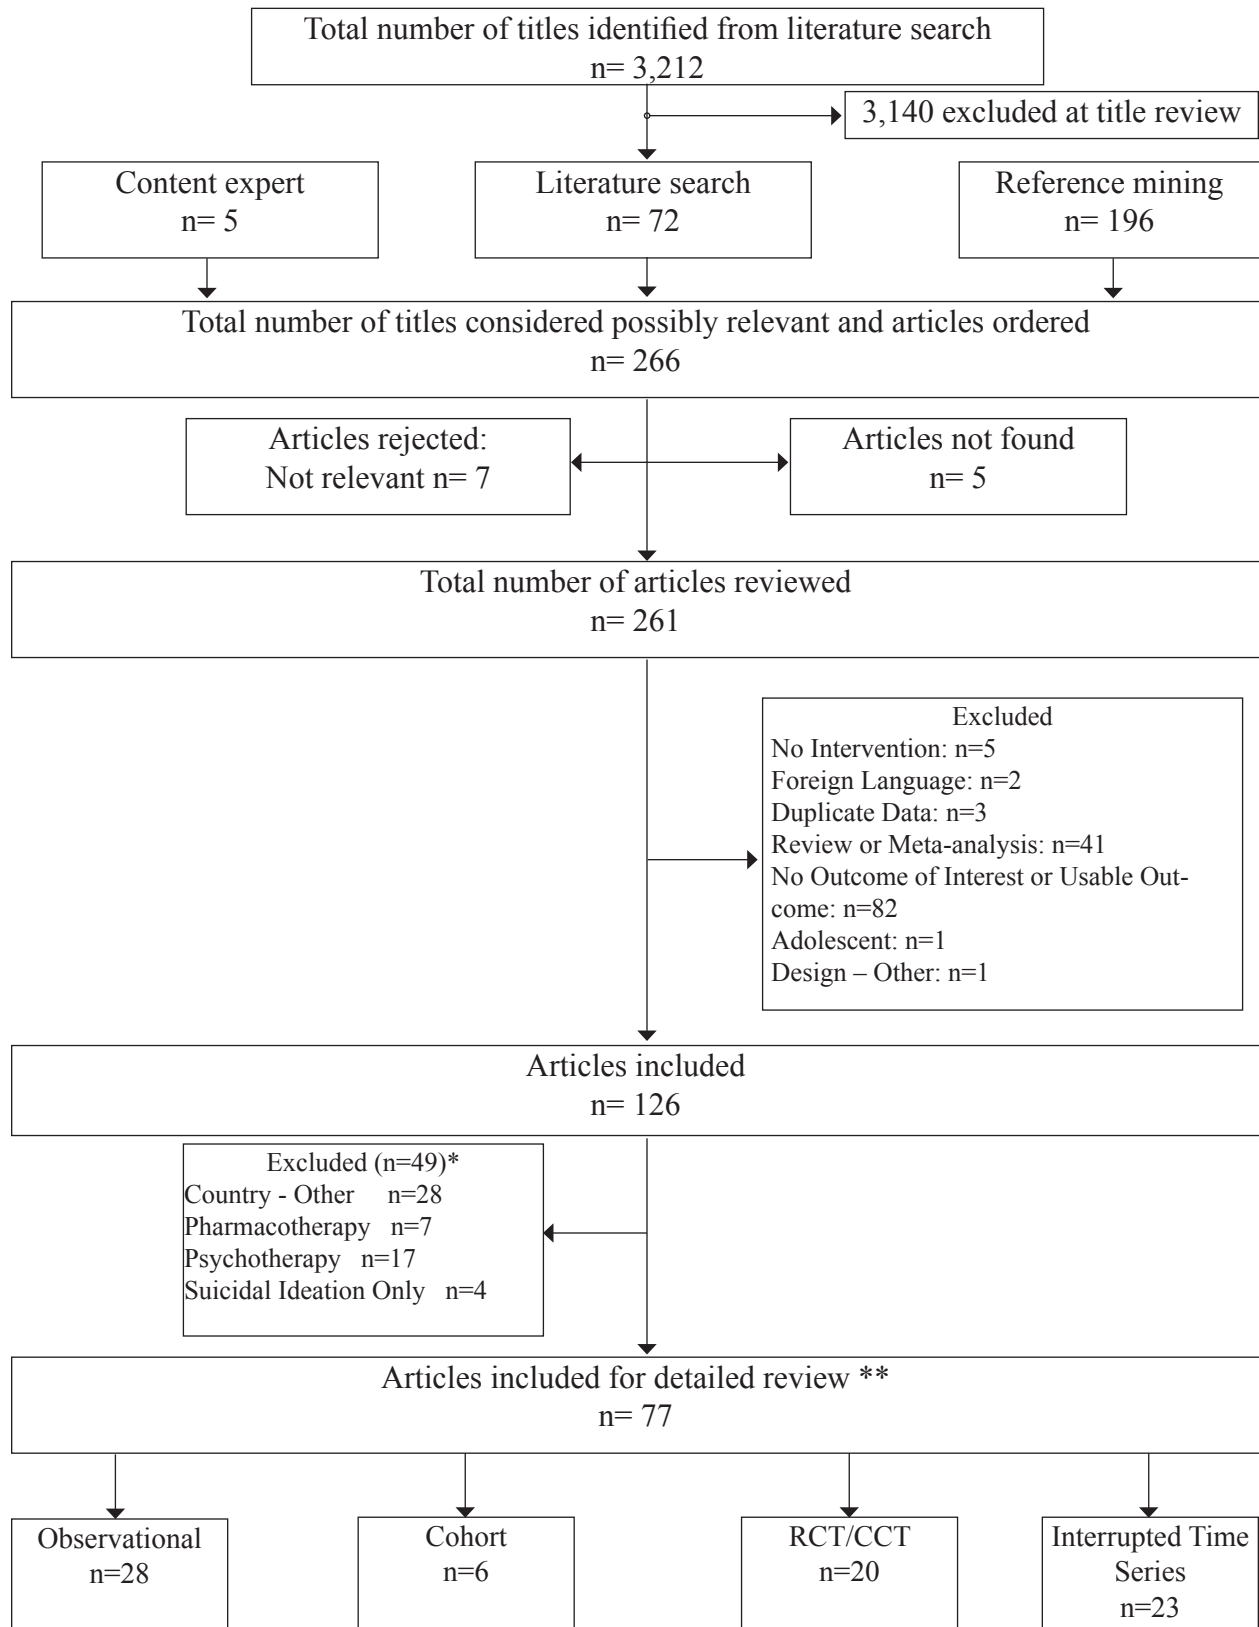 Total number of titles identified from literature search
n= 3,212
3,140 excluded at title review
Content expert
n= 5
Literature search
n= 72
Reference mining
n= 196
Total number of titles considered possibly relevant and articles ordered
n= 266
Articles rejected:
Not relevant n= 7
Articles not found
n= 5
Total number of articles reviewed
n= 261
Excluded
No Intervention: n=5
Foreign Language: n=2
Duplicate Data: n=3
Review or Meta-analysis: n=41
No Outcome of Interest or Usable Out-
come: n=82
Adolescent: n=1
Design – Other: n=1
Articles included
n= 126
Excluded (n=49)*
Country - Other n=28
Pharmacotherapy n=7
Psychotherapy n=17
Suicidal Ideation Only n=4
Articles included for detailed review **
n= 77
Observational
n=28
Cohort
n=6
RCT/CCT
n=20
Interrupted Time
Series
n=23